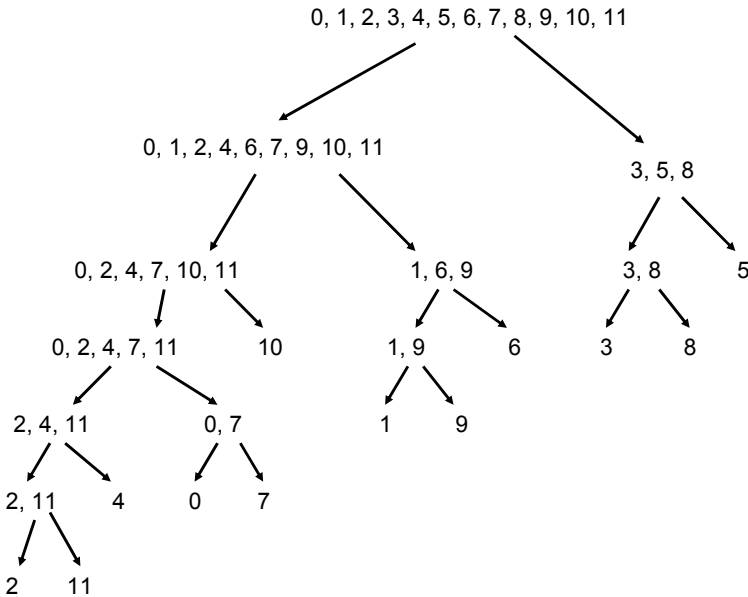 0, 1, 2, 3, 4, 5, 6, 7, 8, 9, 10, 11
0, 1, 2, 4, 6, 7, 9, 10, 11
3, 5, 8
0, 2, 4, 7, 10, 11
1, 6, 9
3, 8
5
0, 2, 4, 7, 11
10
1, 9
6
3
8
2, 4, 11
0, 7
1
9
2, 11
4
0
7
2
11